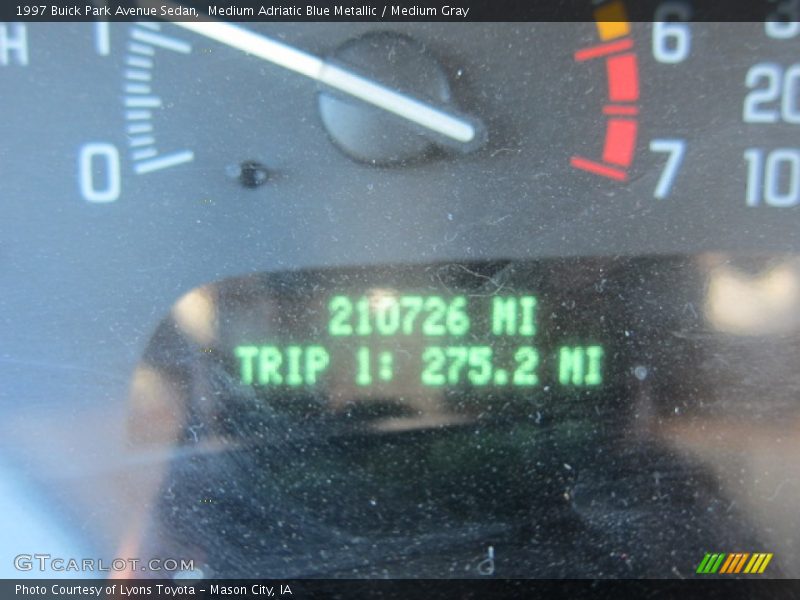 1997 Buick Park Avenue Sedan, Medium Adriatic Blue Metallic / Medium Gray
H 1 6
20
0 7 10
210726 MI
TRIP 1: 275.2 MI
GTCARLOT.COM
Photo Courtesy of Lyons Toyota – Mason City, IA